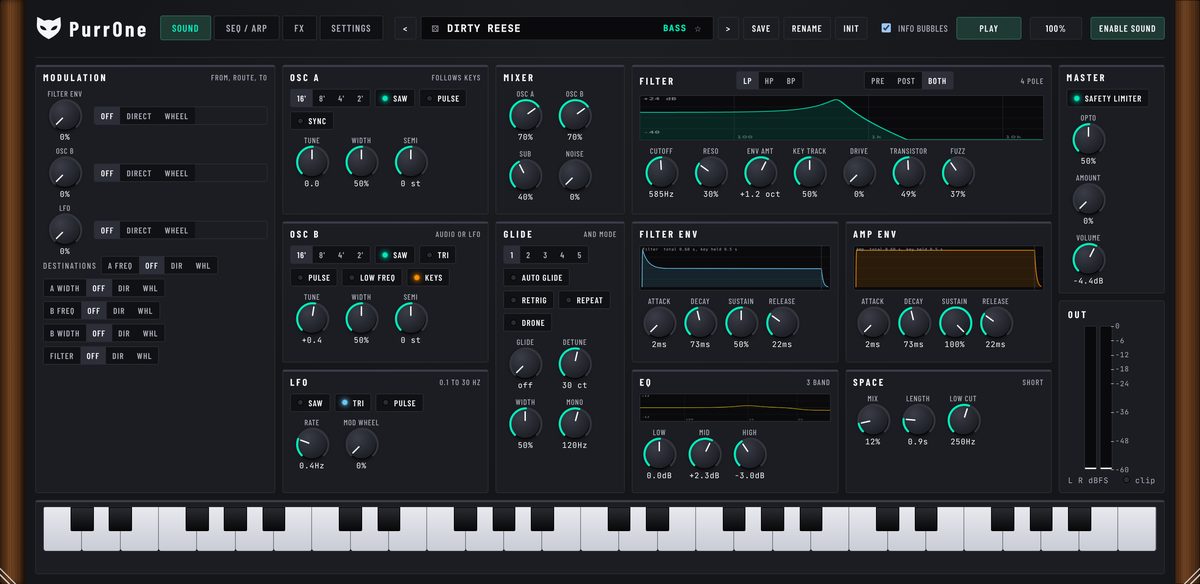 PurrOne
SOUND
SEQ / ARP
FX
SETTINGS
<
DIRTY REESE
BASS
>
SAVE
RENAME
INIT
INFO BUBBLES
PLAY
100%
ENABLE SOUND
MODULATION
FROM, ROUTE, TO
FILTER ENV
0%
OFF DIRECT WHEEL
OSC B
0%
OFF DIRECT WHEEL
LFO
0%
OFF DIRECT WHEEL
DESTINATIONS
A FREQ OFF DIR WHL
A WIDTH OFF DIR WHL
B FREQ OFF DIR WHL
B WIDTH OFF DIR WHL
FILTER OFF DIR WHL
OSC A
FOLLOWS KEYS
16' 8' 4' 2'
SAW
PULSE
SYNC
TUNE WIDTH SEMI
0.0 50% 0 st
OSC B
AUDIO OR LFO
16' 8' 4' 2'
SAW
TRI
PULSE
LOW FREQ
KEYS
TUNE WIDTH SEMI
+0.4 50% 0 st
LFO
0.1 TO 30 HZ
SAW
TRI
PULSE
RATE MOD WHEEL
0.4Hz 0%
MIXER
OSC A OSC B
70% 70%
SUB NOISE
40% 0%
GLIDE
AND MODE
1 2 3 4 5
AUTO GLIDE
RETRIG
REPEAT
DRONE
GLIDE DETUNE
off 30 ct
WIDTH MONO
50% 120Hz
FILTER
LP HP BP
PRE POST BOTH
4 POLE
+24 dB
-40
100 1k 10k
CUTOFF RESO ENV AMT KEY TRACK DRIVE TRANSISTOR FUZZ
585Hz 30% +1.2 oct 50% 0% 49% 37%
FILTER ENV
ATTACK DECAY SUSTAIN RELEASE
2ms 73ms 50% 22ms
AMP ENV
ATTACK DECAY SUSTAIN RELEASE
2ms 73ms 100% 22ms
EQ
3 BAND
LOW MID HIGH
0.0dB +2.3dB -3.0dB
SPACE
SHORT
MIX LENGTH LOW CUT
12% 0.9s 250Hz
MASTER
SAFETY LIMITER
OPTO
50%
AMOUNT
0%
VOLUME
-4.4dB
OUT
0
-6
-12
-18
-24
-36
-48
-60
L R dBFS
clip